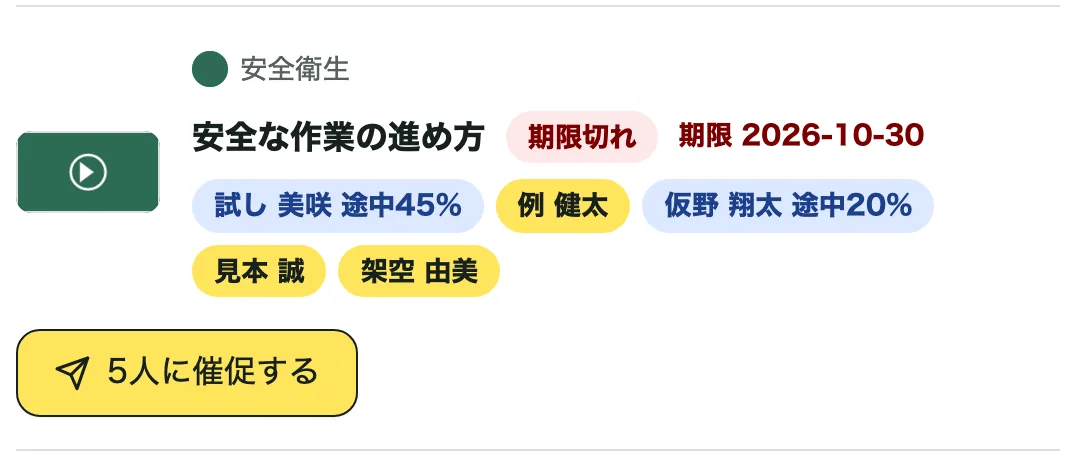 安全衛生
安全な作業の進め方 期限切れ 期限 2026-10-30
試し 美咲 途中45% 例 健太 仮野 翔太 途中20%
見本 誠 架空 由美
5人に催促する